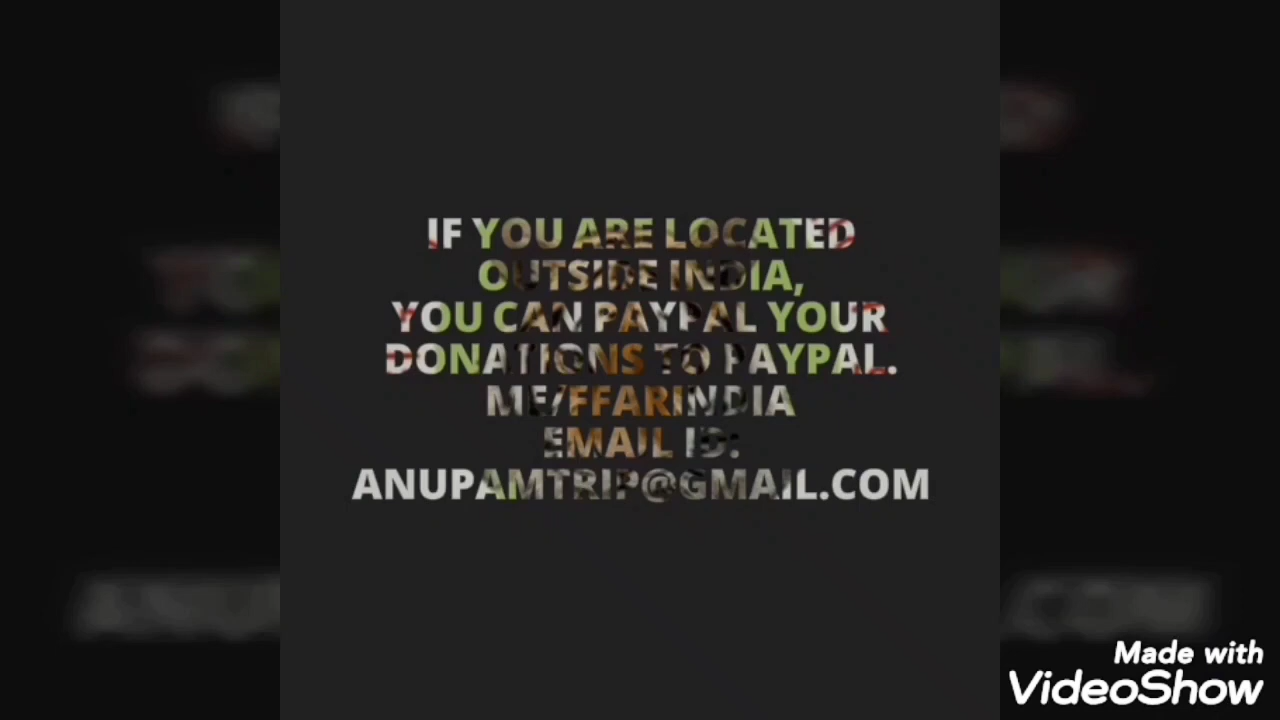 IF YOU ARE LOCATED
OUTSIDE INDIA,
YOU CAN PAYPAL YOUR
DONATIONS TO PAYPAL.
ME/FFARINDIA
EMAIL ID:
ANUPAMTRIP@GMAIL.COM
Made with
VideoShow